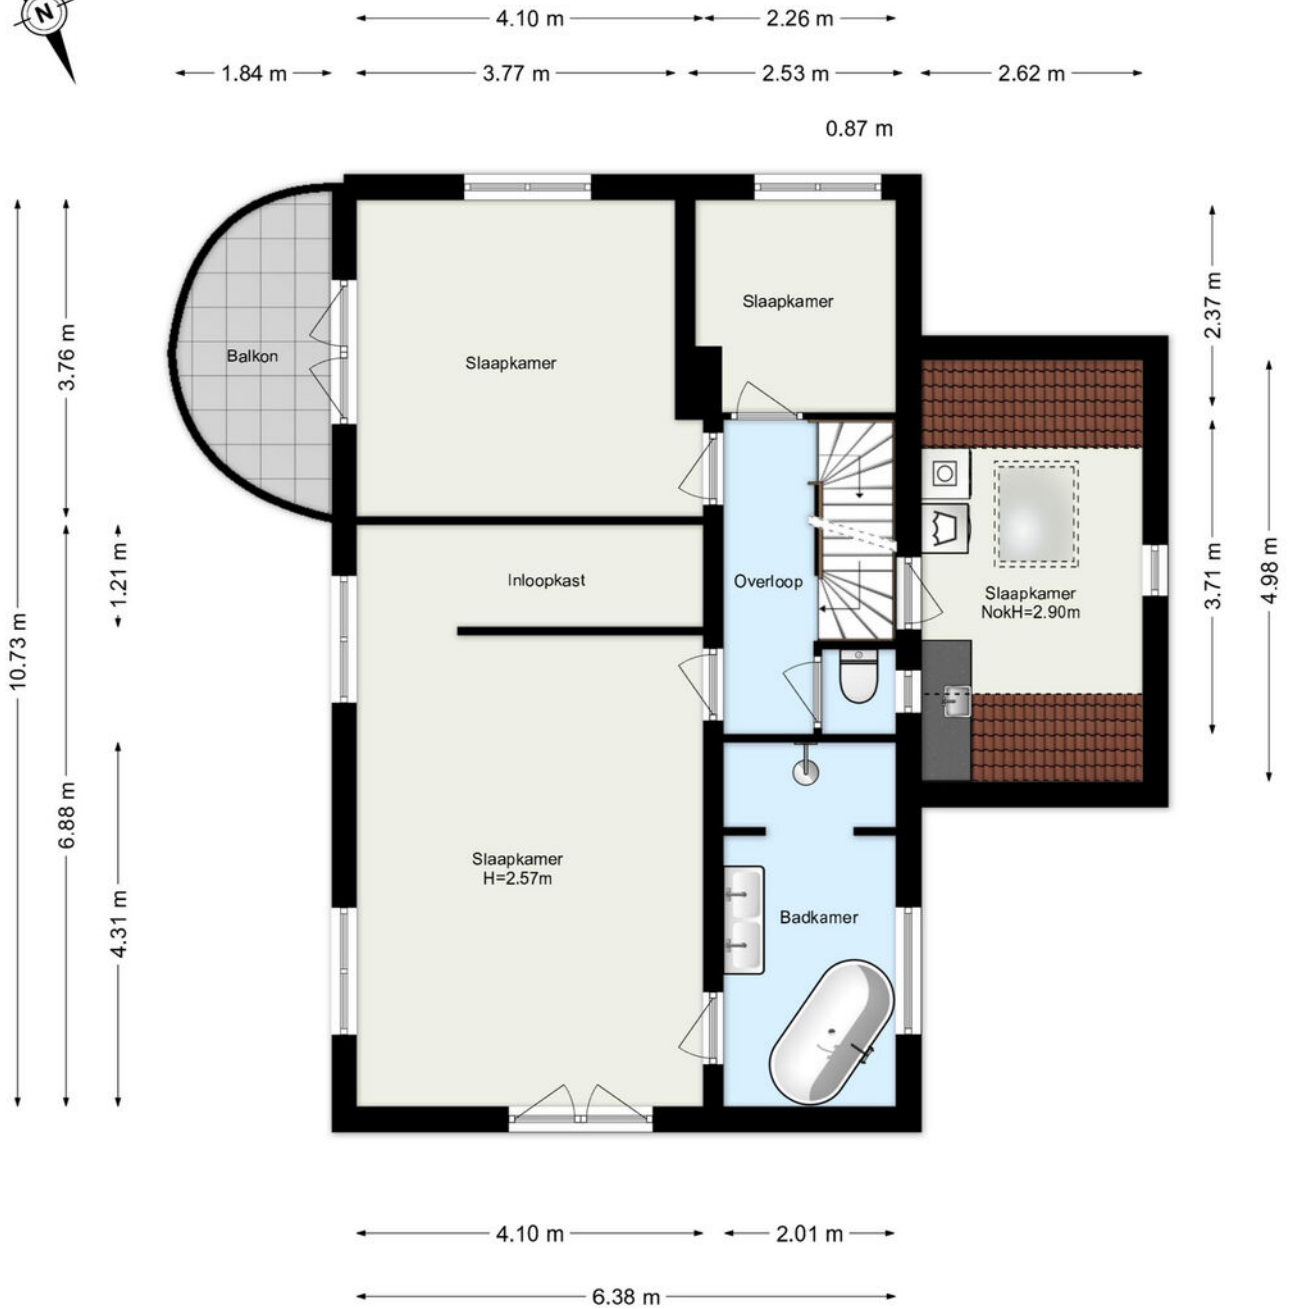 N
4.10 m
2.26 m
1.84 m
3.77 m
2.53 m
2.62 m
0.87 m
10.73 m
3.76 m
6.88 m
1.21 m
4.31 m
2.37 m
3.71 m
4.98 m
Balkon
Slaapkamer
Slaapkamer
Inloopkast
Overloop
Slaapkamer
NokH=2.90m
Slaapkamer
H=2.57m
Badkamer
4.10 m
2.01 m
6.38 m